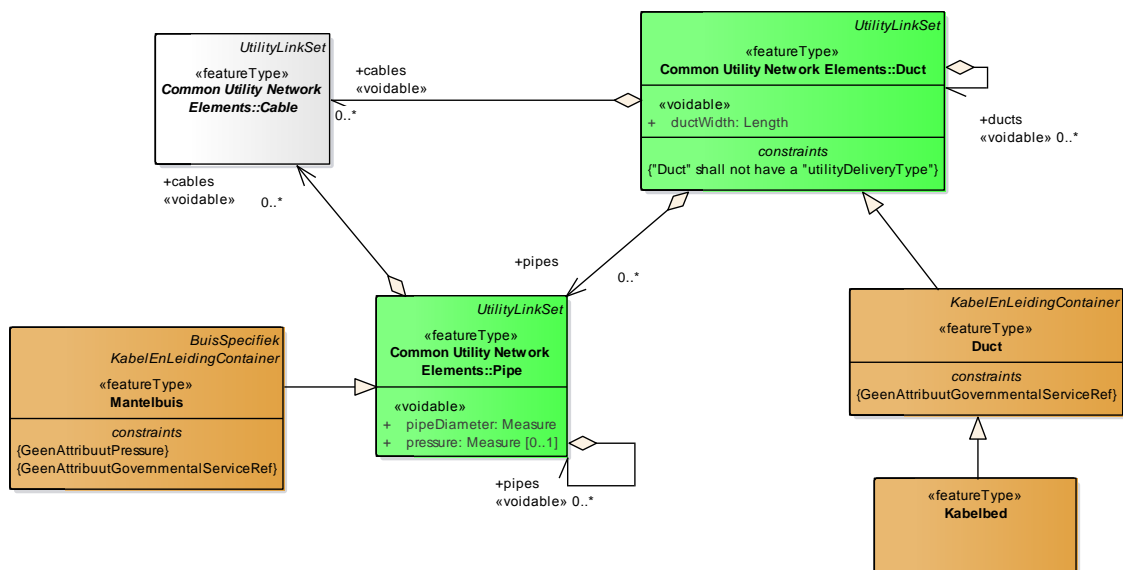 UtilityLinkSet
«featureType»
Common Utility Network
Elements::Cable
+cables
«voidable»
0..*
UtilityLinkSet
«featureType»
Common Utility Network Elements::Duct
«voidable»
+ ductWidth: Length
constraints
{"Duct" shall not have a "utilityDeliveryType"}
+ducts
«voidable» 0..*
+cables
«voidable»
0..*
+pipes
0..*
UtilityLinkSet
«featureType»
Common Utility Network
Elements::Pipe
«voidable»
+ pipeDiameter: Measure
+ pressure: Measure [0..1]
+pipes
«voidable» 0..*
BuisSpecifiek
KabelEnLeidingContainer
«featureType»
Mantelbuis
constraints
{GeenAttribuutPressure}
{GeenAttribuutGovernmentalServiceRef}
KabelEnLeidingContainer
«featureType»
Duct
constraints
{GeenAttribuutGovernmentalServiceRef}
«featureType»
Kabelbed